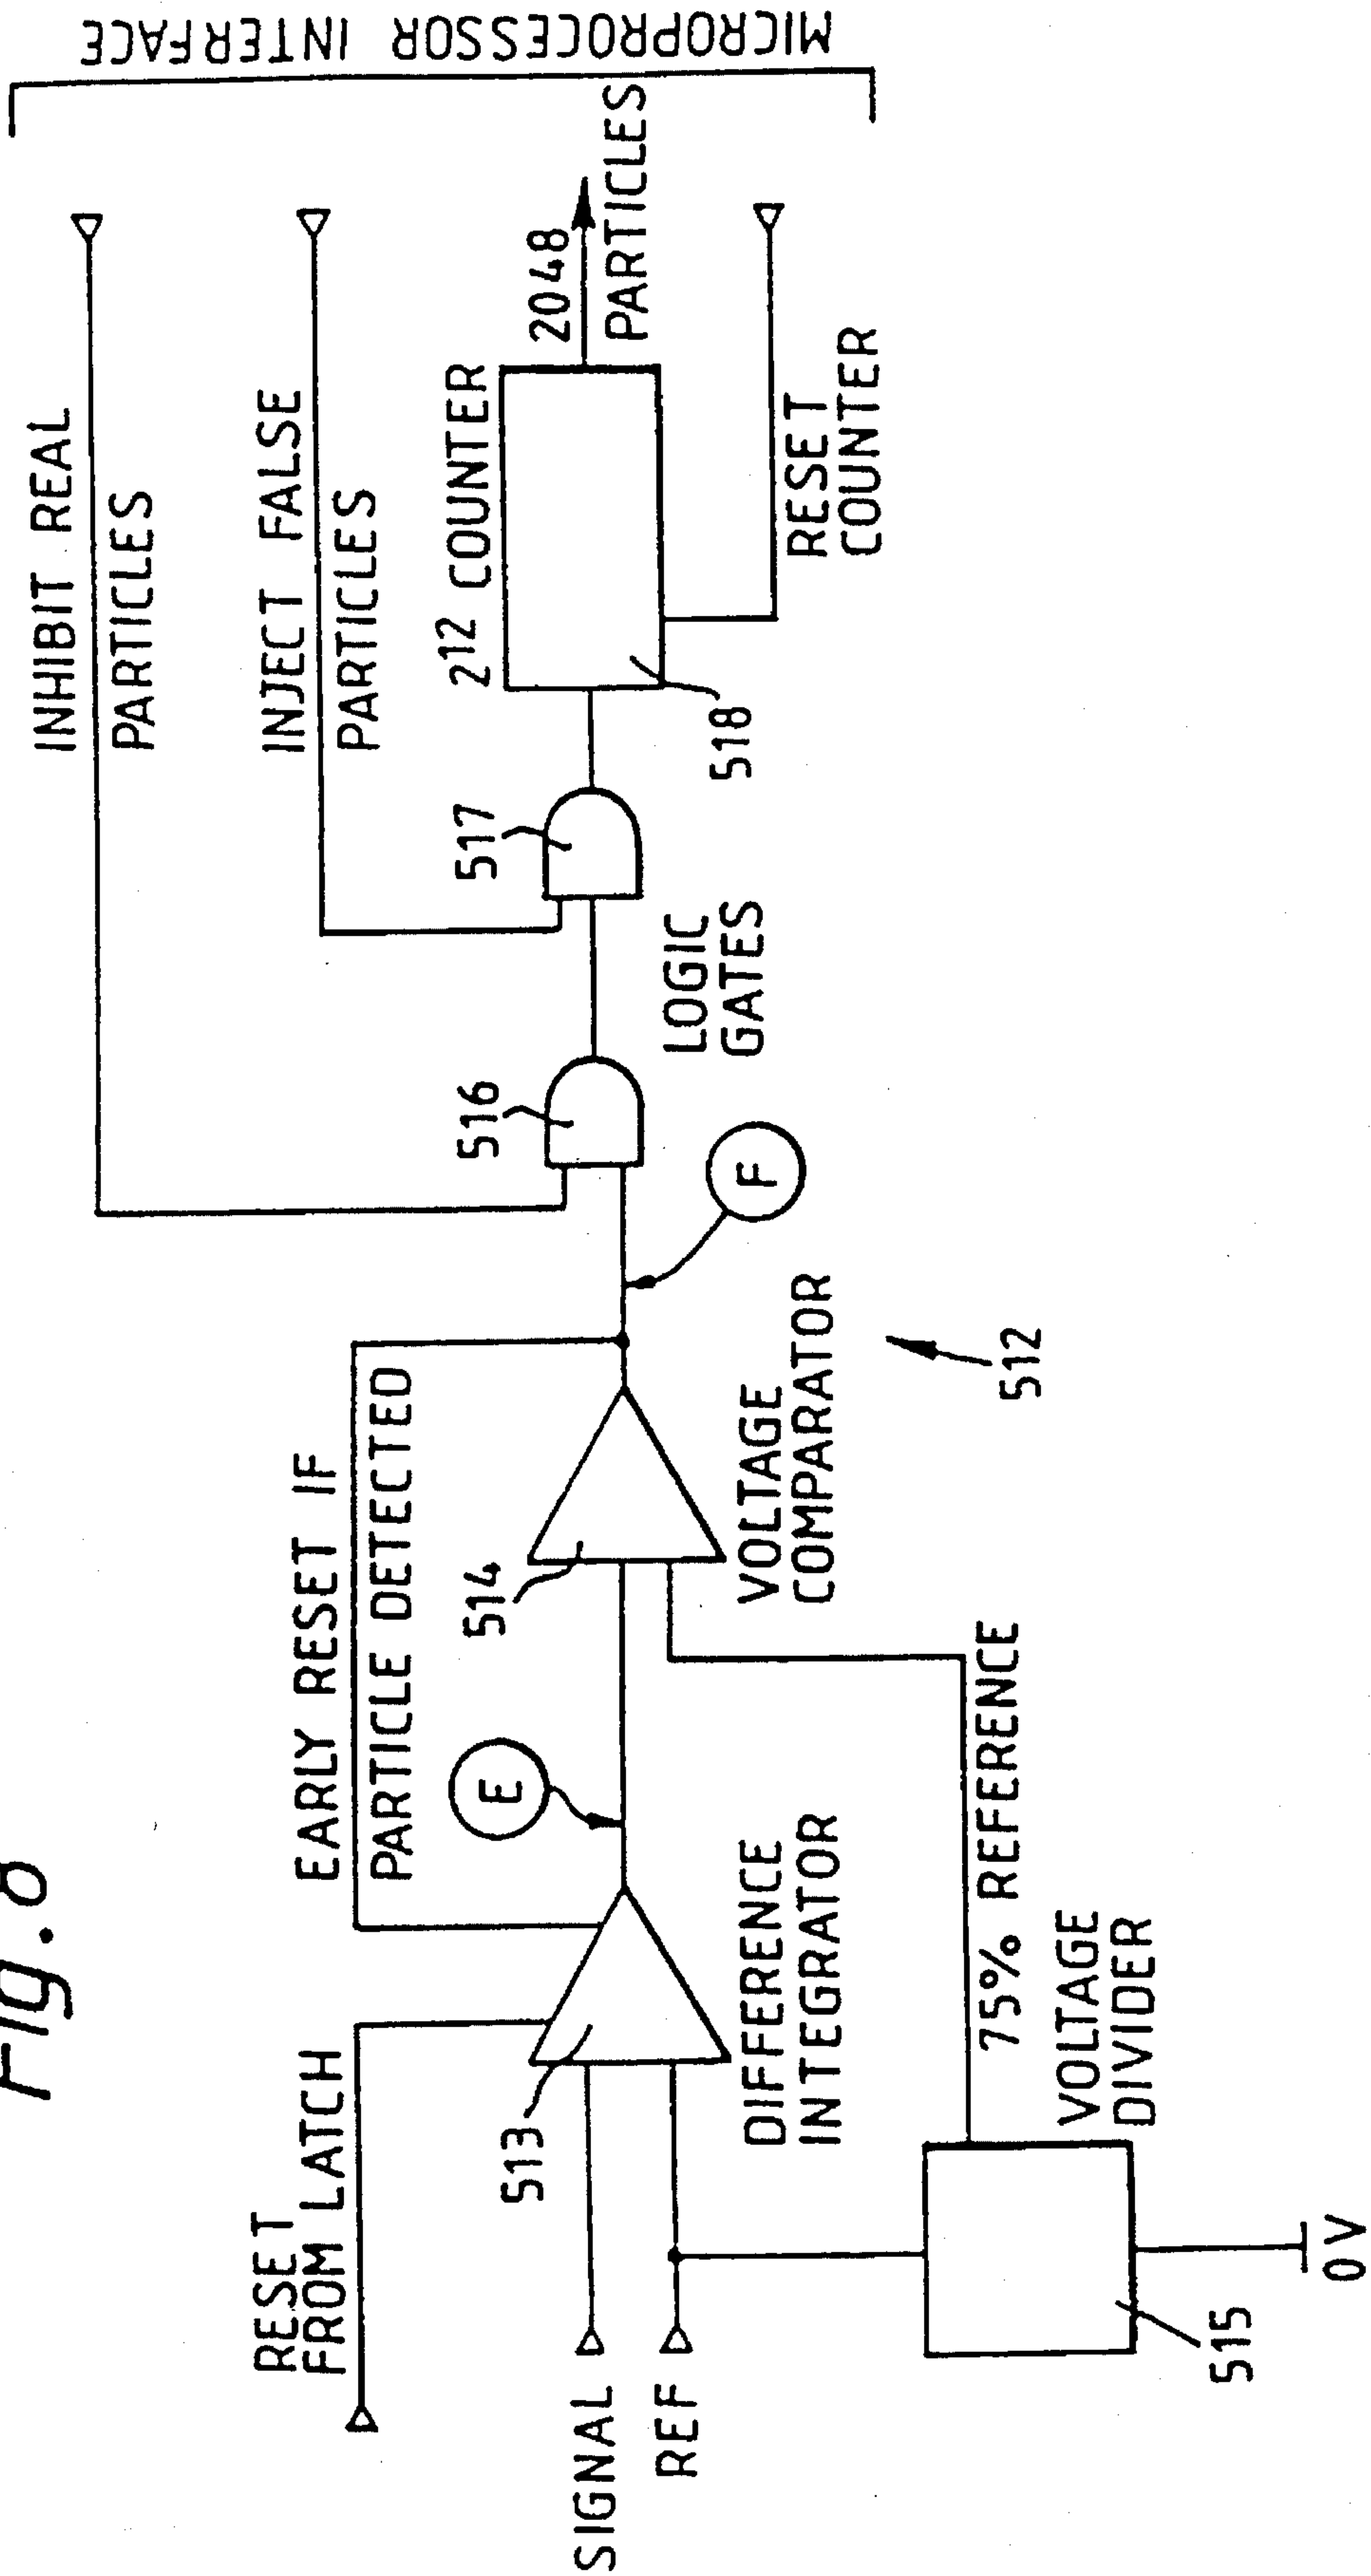 Fig. 8
MICROPROCESSOR INTERFACE
INHIBIT REAL
PARTICLES
INJECT FALSE
PARTICLES
2¹² COUNTER
2048
PARTICLES
RESET
COUNTER
518
517
516
LOGIC
GATES
F
EARLY RESET IF
PARTICLE DETECTED
514
E
VOLTAGE
COMPARATOR
512
RESET
FROM LATCH
513
DIFFERENCE
INTEGRATOR
SIGNAL
REF
75% REFERENCE
VOLTAGE
DIVIDER
515
0V